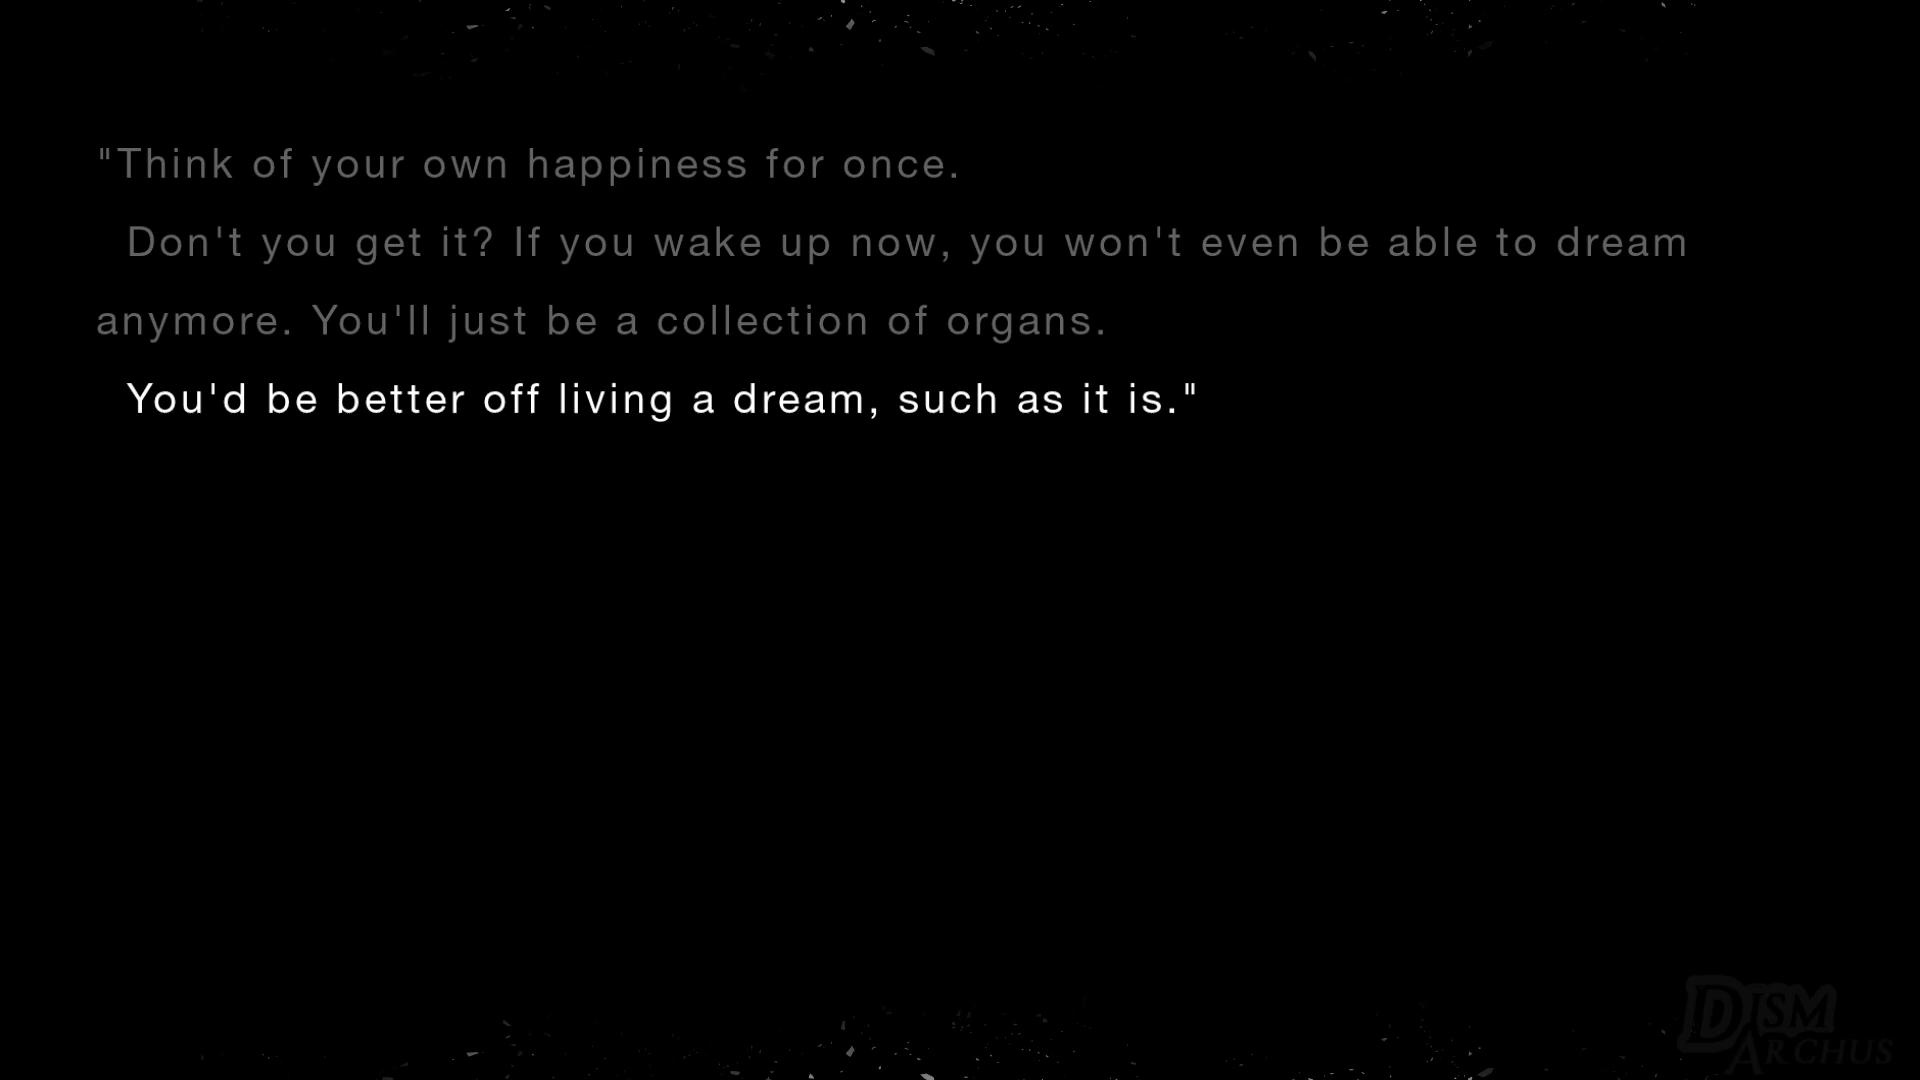 "Think of your own happiness for once.
Don't you get it? If you wake up now, you won't even be able to dream
anymore. You'll just be a collection of organs.
You'd be better off living a dream, such as it is."
DISM
ARCHUS